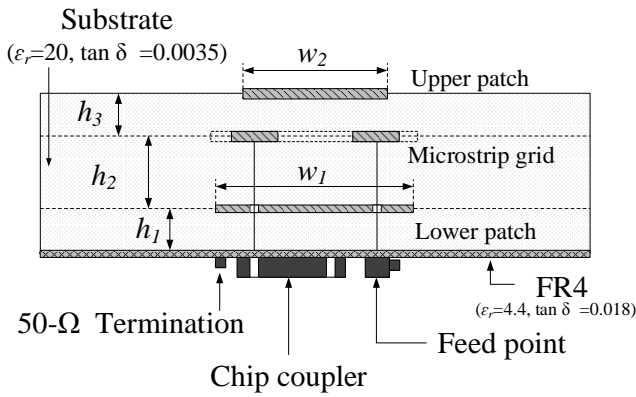 Substrate
(εr=20, tan δ =0.0035)
w2
Upper patch
h3
Microstrip grid
h2
w1
h1
Lower patch
FR4
(εr=4.4, tan δ =0.018)
50-Ω Termination
Feed point
Chip coupler